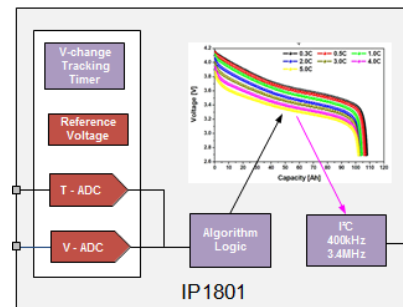 V-change
Tracking
Timer
Reference
Voltage
T - ADC
V - ADC
Algorithm
Logic
I²C
400kHz
3.4MHz
IP1801
0.3C 0.5C 1.0C
2.0C 3.0C 4.0C
5.0C
Voltage [V]
4.2
4.0
3.8
3.6
3.4
3.2
3.0
2.8
2.6
0 10 20 30 40 50 60 70 80 90 100 110 120
Capacity [Ah]